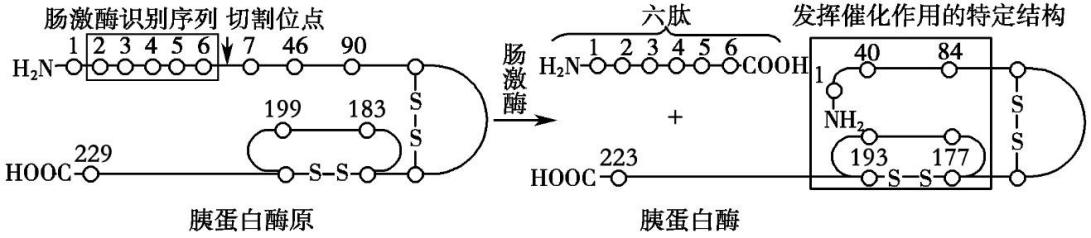 肠激酶识别序列 切割位点
1 2 3 4 5 6 7 46 90
H₂N
S
S
199 183
229
HOOC
S-S
胰蛋白酶原
肠激酶
六肽
1 2 3 4 5 6
H₂N COOH
+
223
HOOC
胰蛋白酶
发挥催化作用的特定结构
40 84
1
NH₂
S
S
193 177
S S